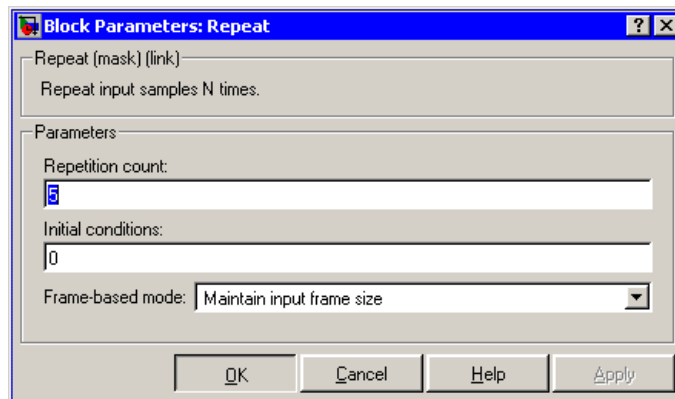 Block Parameters: Repeat
Repeat (mask) (link)
Repeat input samples N times.
Parameters
Repetition count:
5
Initial conditions:
0
Frame-based mode: Maintain input frame size
OK Cancel Help Apply